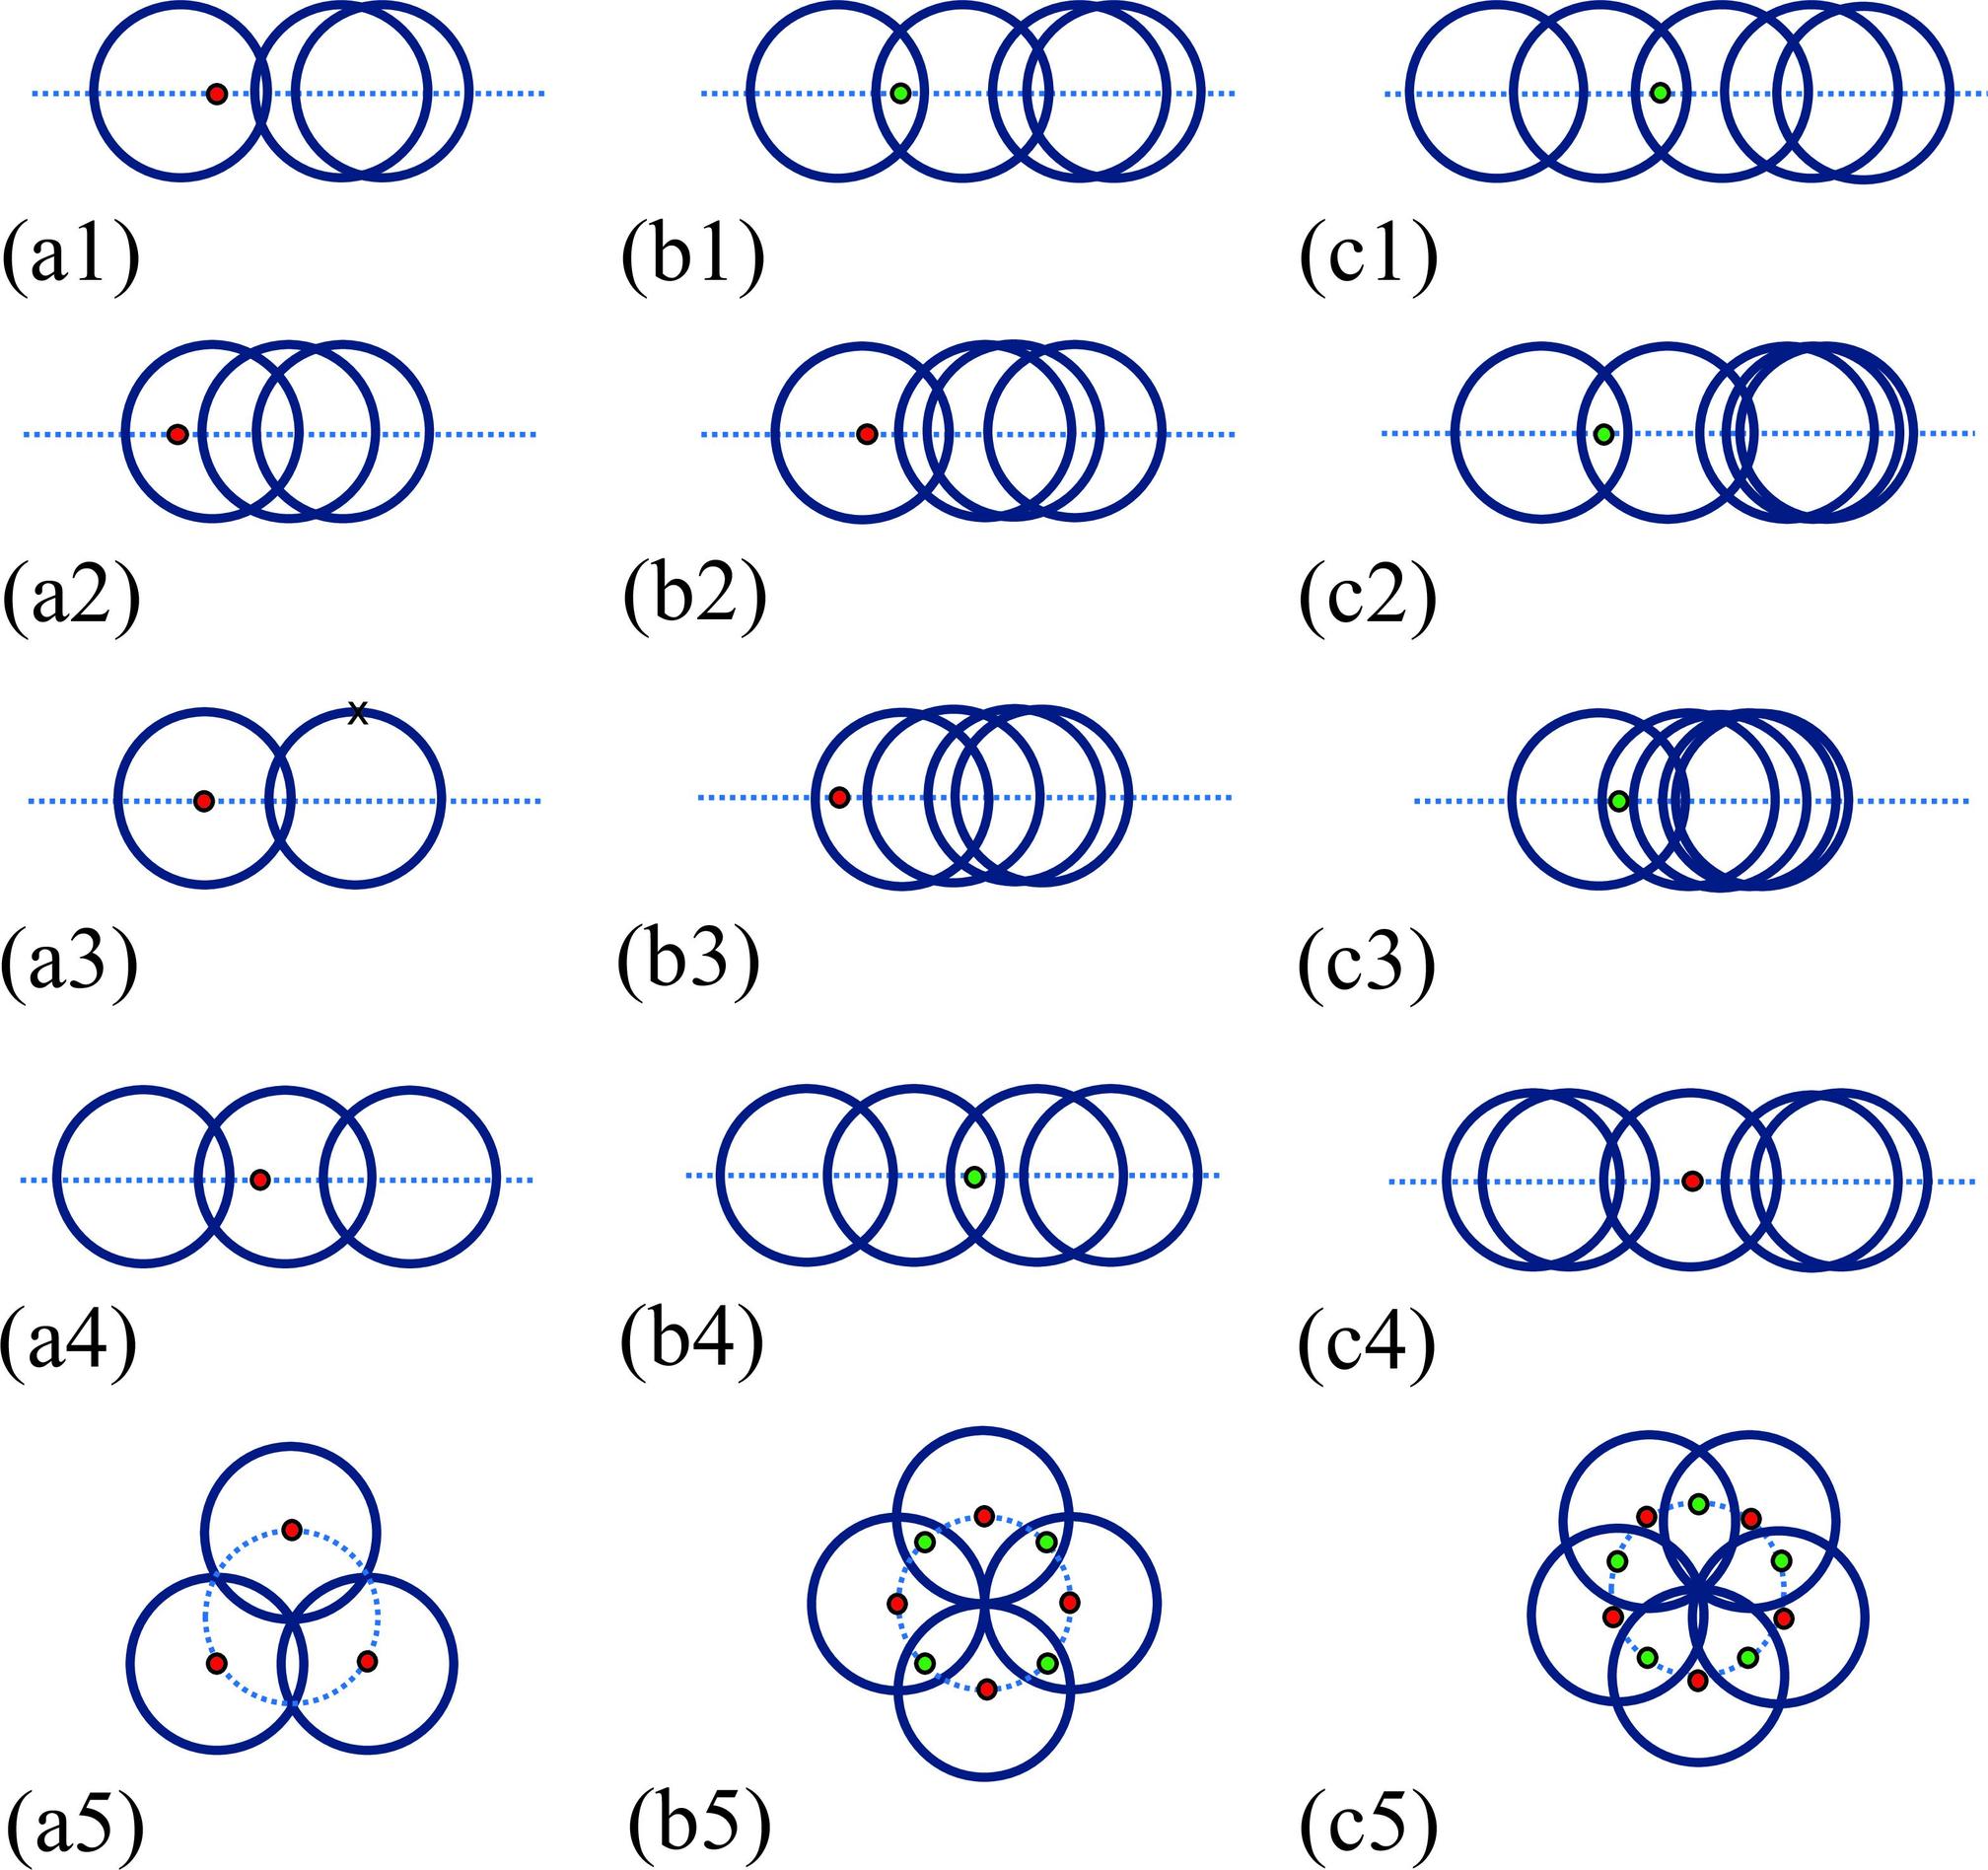 (a1) (b1) (c1)
(a2) (b2) (c2)
x
(a3) (b3) (c3)
(a4) (b4) (c4)
(a5) (b5) (c5)